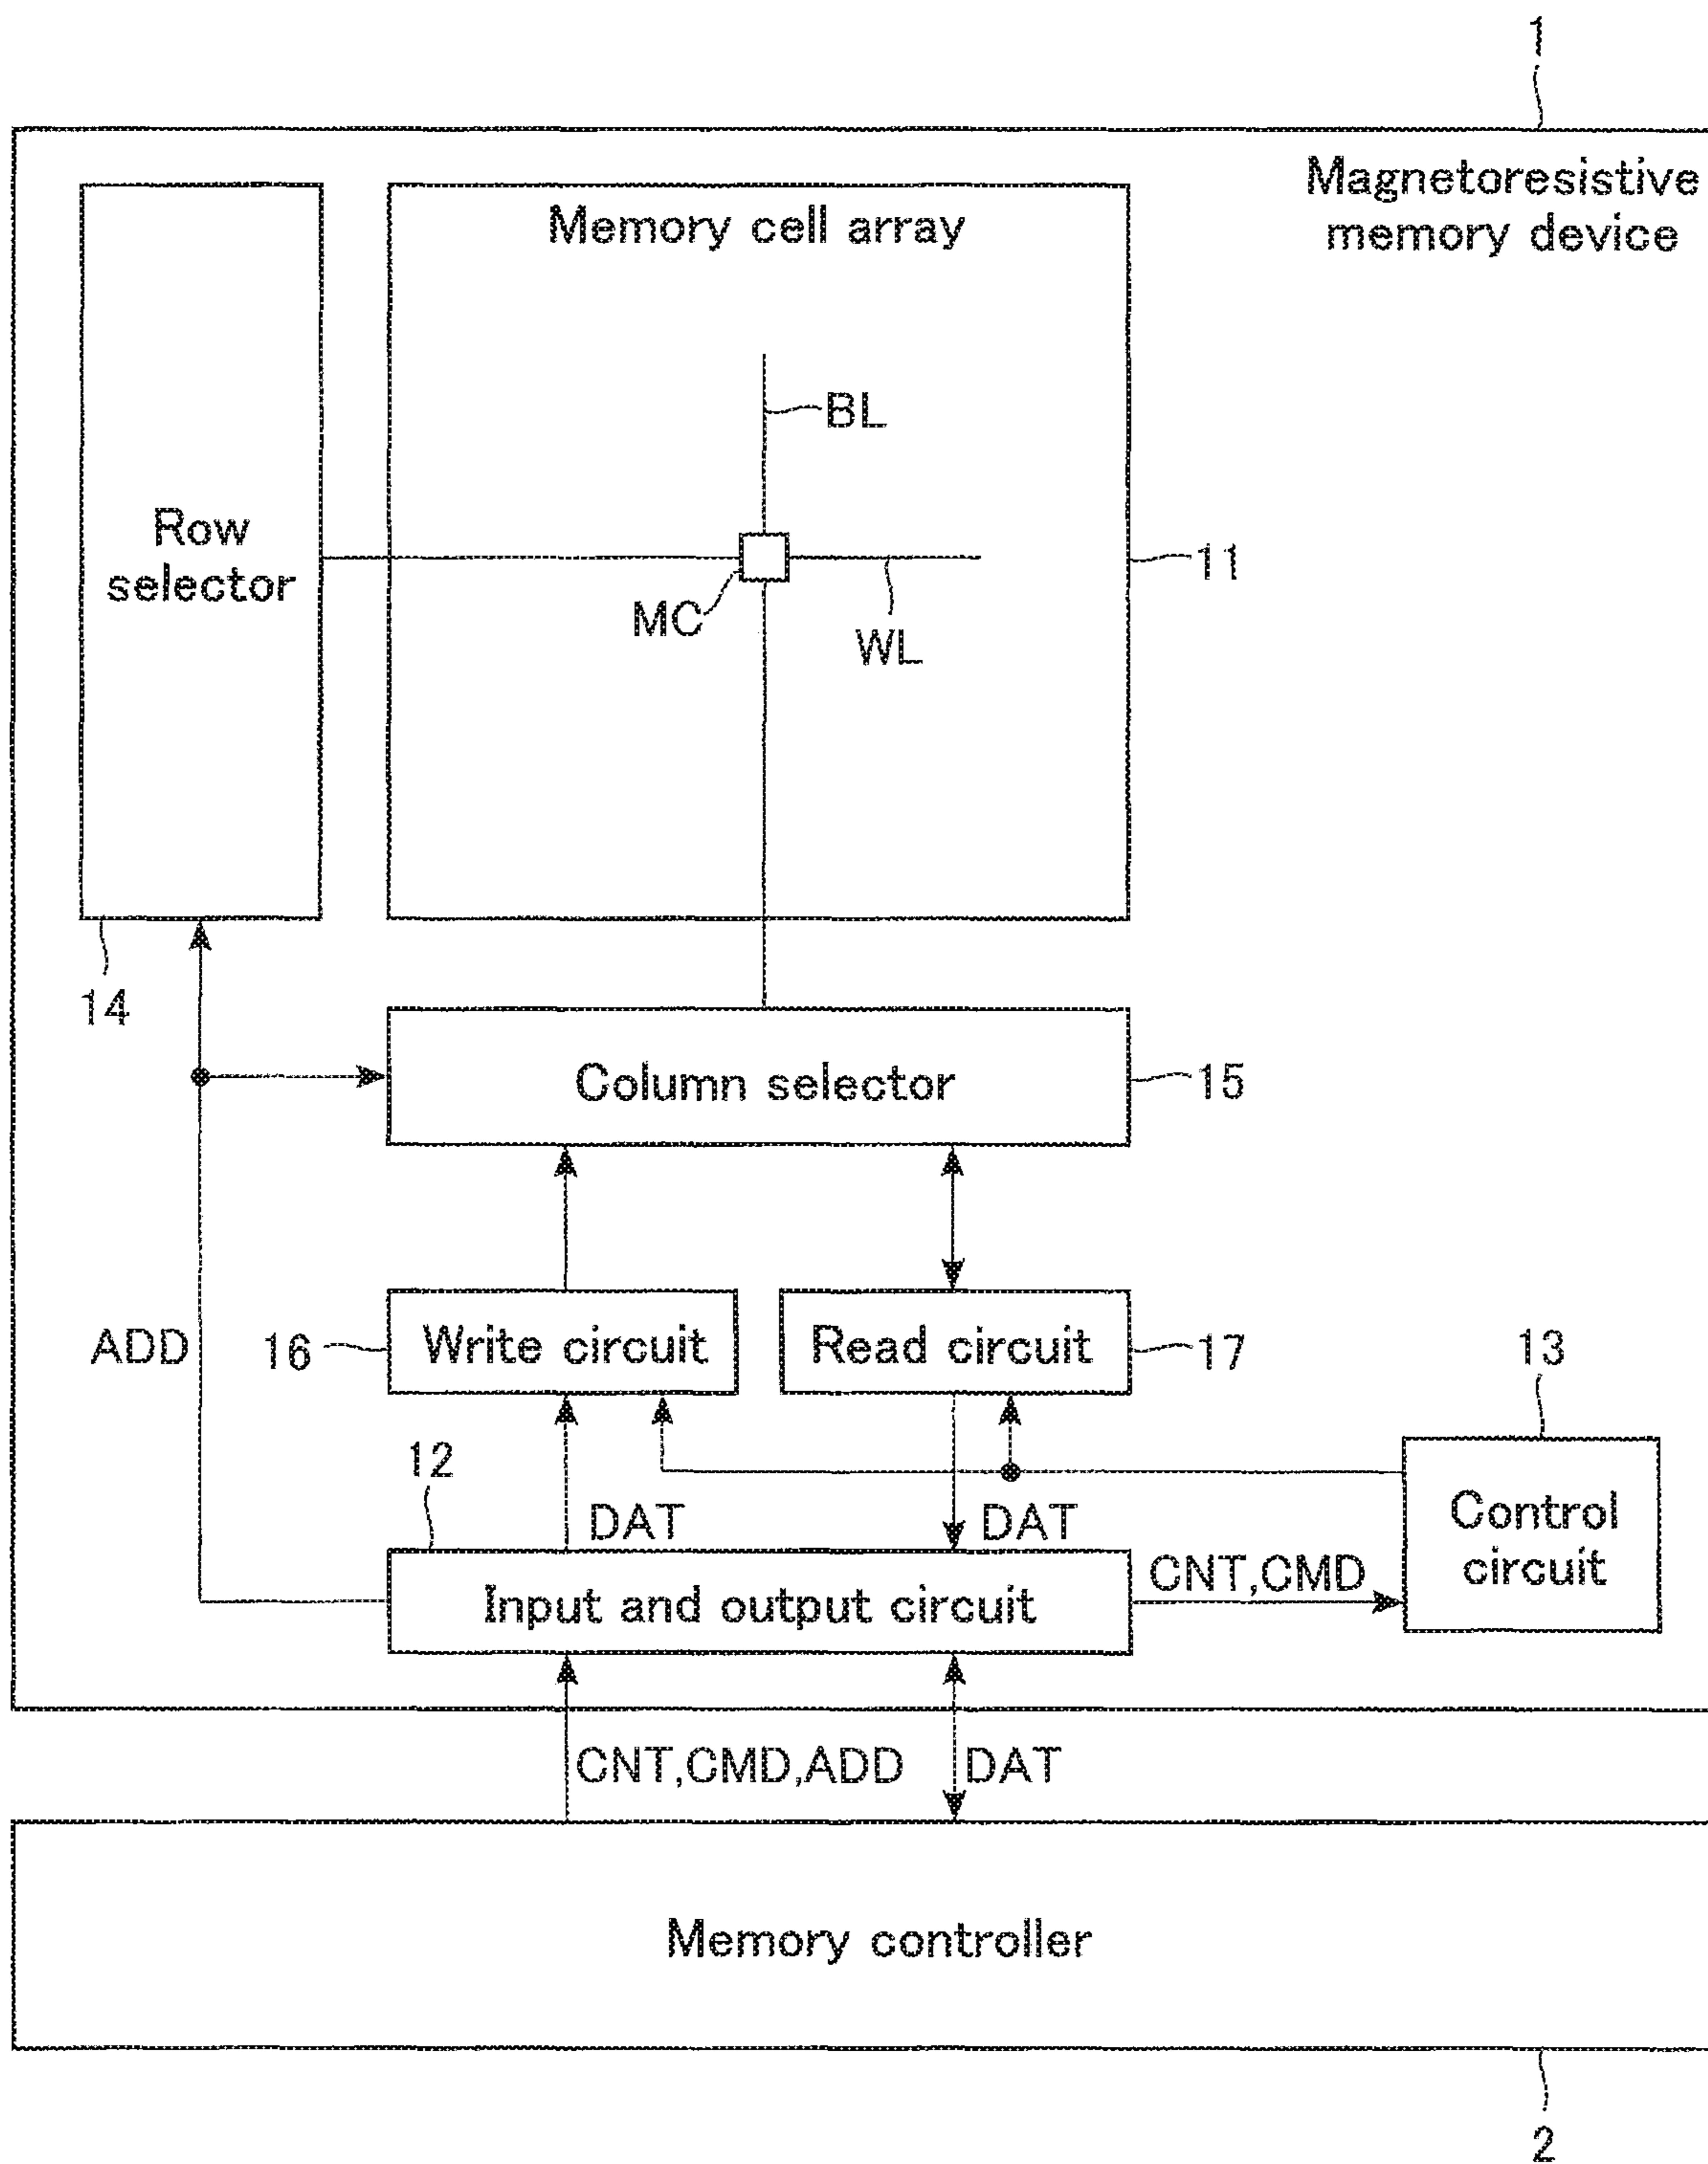 1
Magnetoresistive
memory device
Memory cell array
BL
Row
selector
11
MC
WL
14
Column selector
15
ADD
16
Write circuit
Read circuit
17
13
12
DAT
DAT
Control
circuit
CNT,CMD
Input and output circuit
CNT,CMD,ADD
DAT
Memory controller
2